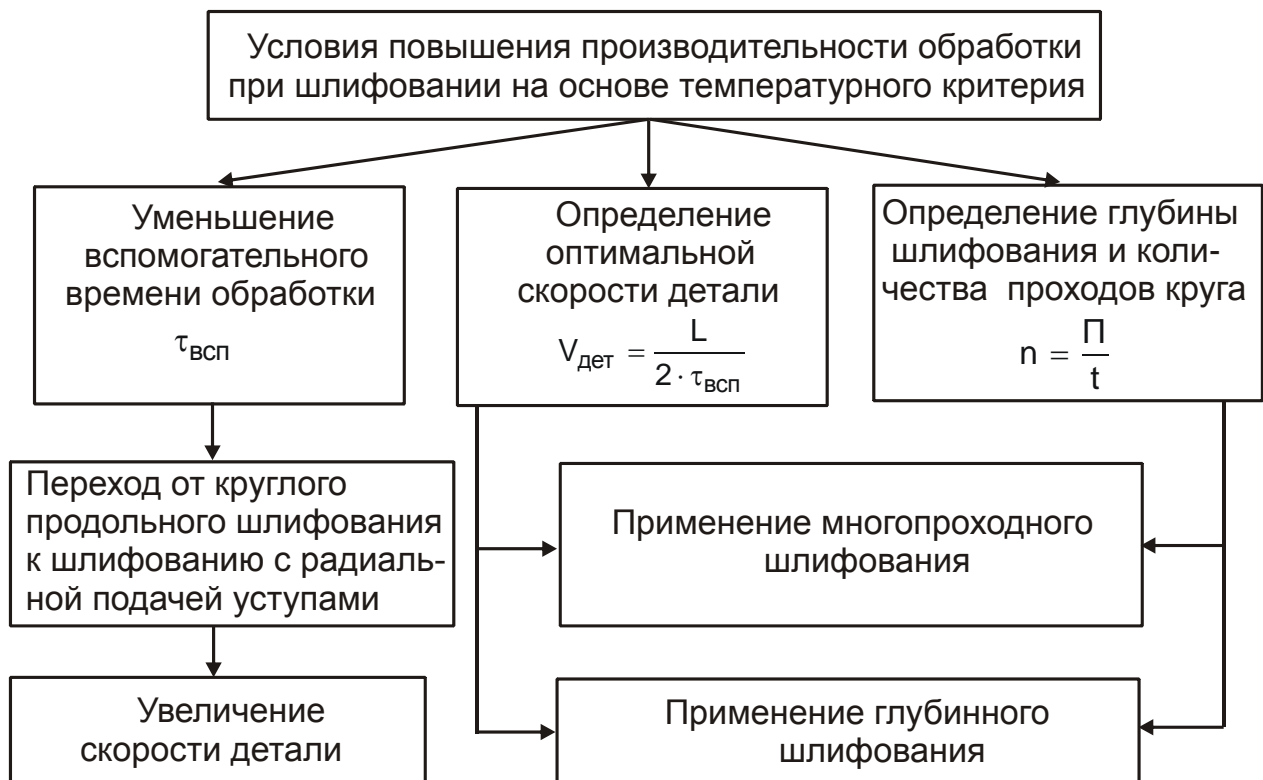 Условия повышения производительности обработки
при шлифовании на основе температурного критерия
Уменьшение
вспомогательного
времени обработки
τвсп
Определение
оптимальной
скорости детали
Vдет = L / 2 · τвсп
Определение глубины
шлифования и коли-
чества проходов круга
n = П / t
Переход от круглого
продольного шлифования
к шлифованию с радиаль-
ной подачей уступами
Применение многопроходного
шлифования
Увеличение
скорости детали
Применение глубинного
шлифования